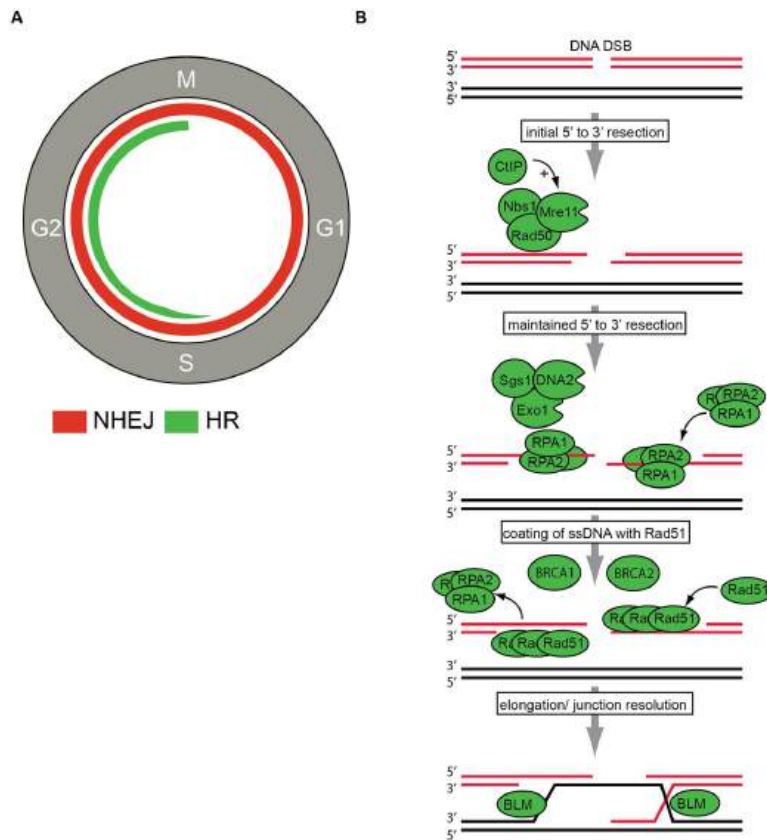 A
M
G2
G1
S
NHEJ
HR
B
DNA DSB
5'
3'
3'
5'
initial 5' to 3' resection
CtIP
+
Nbs1
Mre11
Rad50
5'
3'
3'
5'
maintained 5' to 3' resection
Sgs1
DNA2
Exo1
RPA2
RPA1
RPA1
RPA2
RPA2
RPA1
5'
3'
3'
5'
coating of ssDNA with Rad51
BRCA1
BRCA2
RPA2
RPA1
Rad51
Rad51
Rad51
5'
3'
3'
5'
elongation/ junction resolution
5'
3'
BLM
BLM
3'
5'